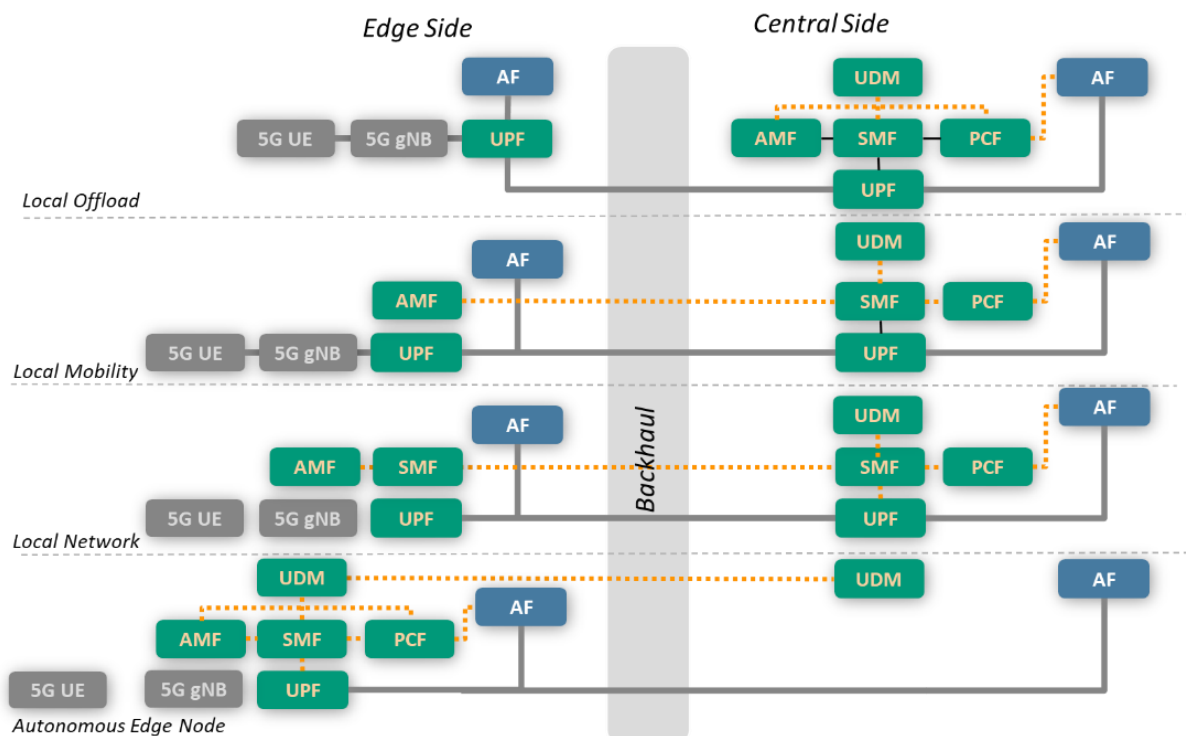 Edge Side
Central Side
AF
UDM
AF
5G UE
5G gNB
UPF
AMF
SMF
PCF
UPF
Local Offload
AF
UDM
AF
AMF
SMF
PCF
5G UE
5G gNB
UPF
UPF
Local Mobility
Backhaul
AF
UDM
AF
AMF
SMF
SMF
PCF
5G UE
5G gNB
UPF
UPF
Local Network
UDM
AF
UDM
AF
AMF
SMF
PCF
5G UE
5G gNB
UPF
Autonomous Edge Node